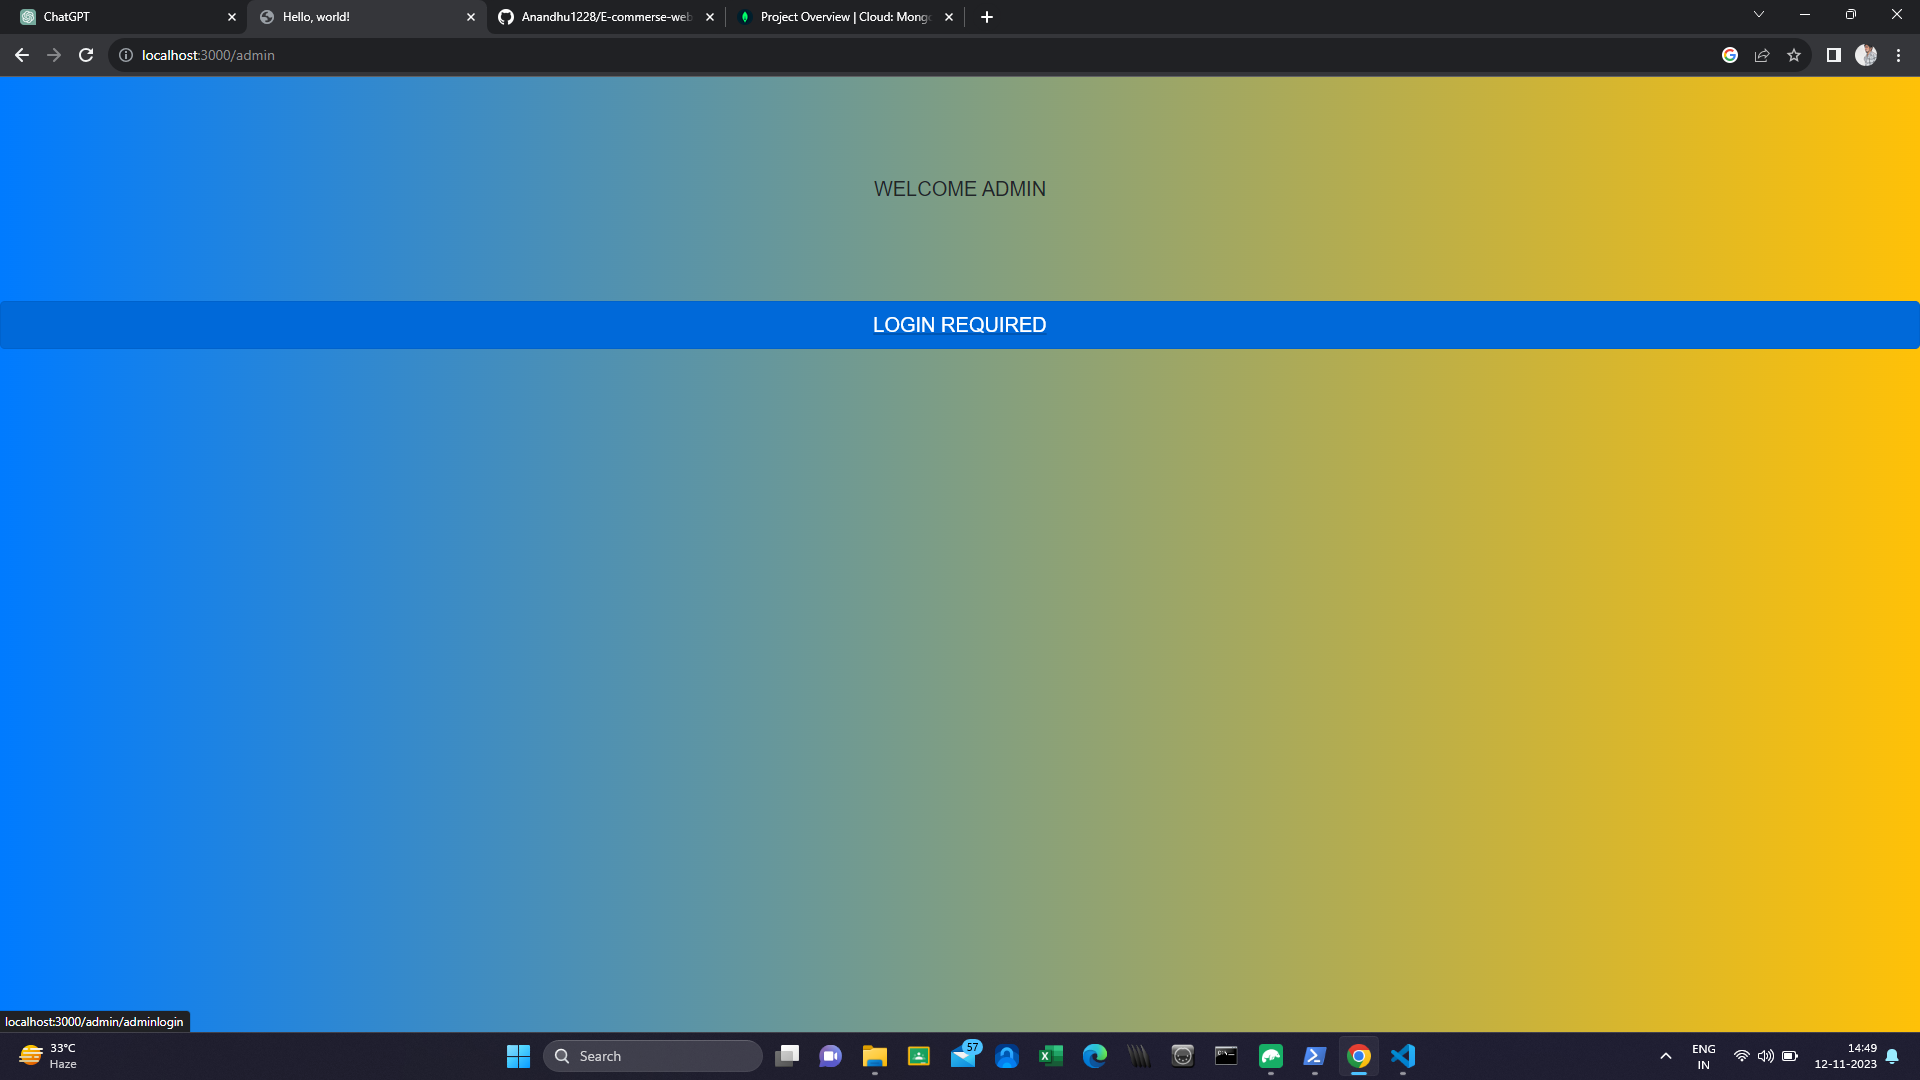 ChatGPT
Hello, world!
Anandhu1228/E-commerse-web
Project Overview | Cloud: Mong
localhost:3000/admin
WELCOME ADMIN
LOGIN REQUIRED
localhost:3000/admin/adminlogin
33°C
Haze
Search
57
ENG
IN
14:49
12-11-2023